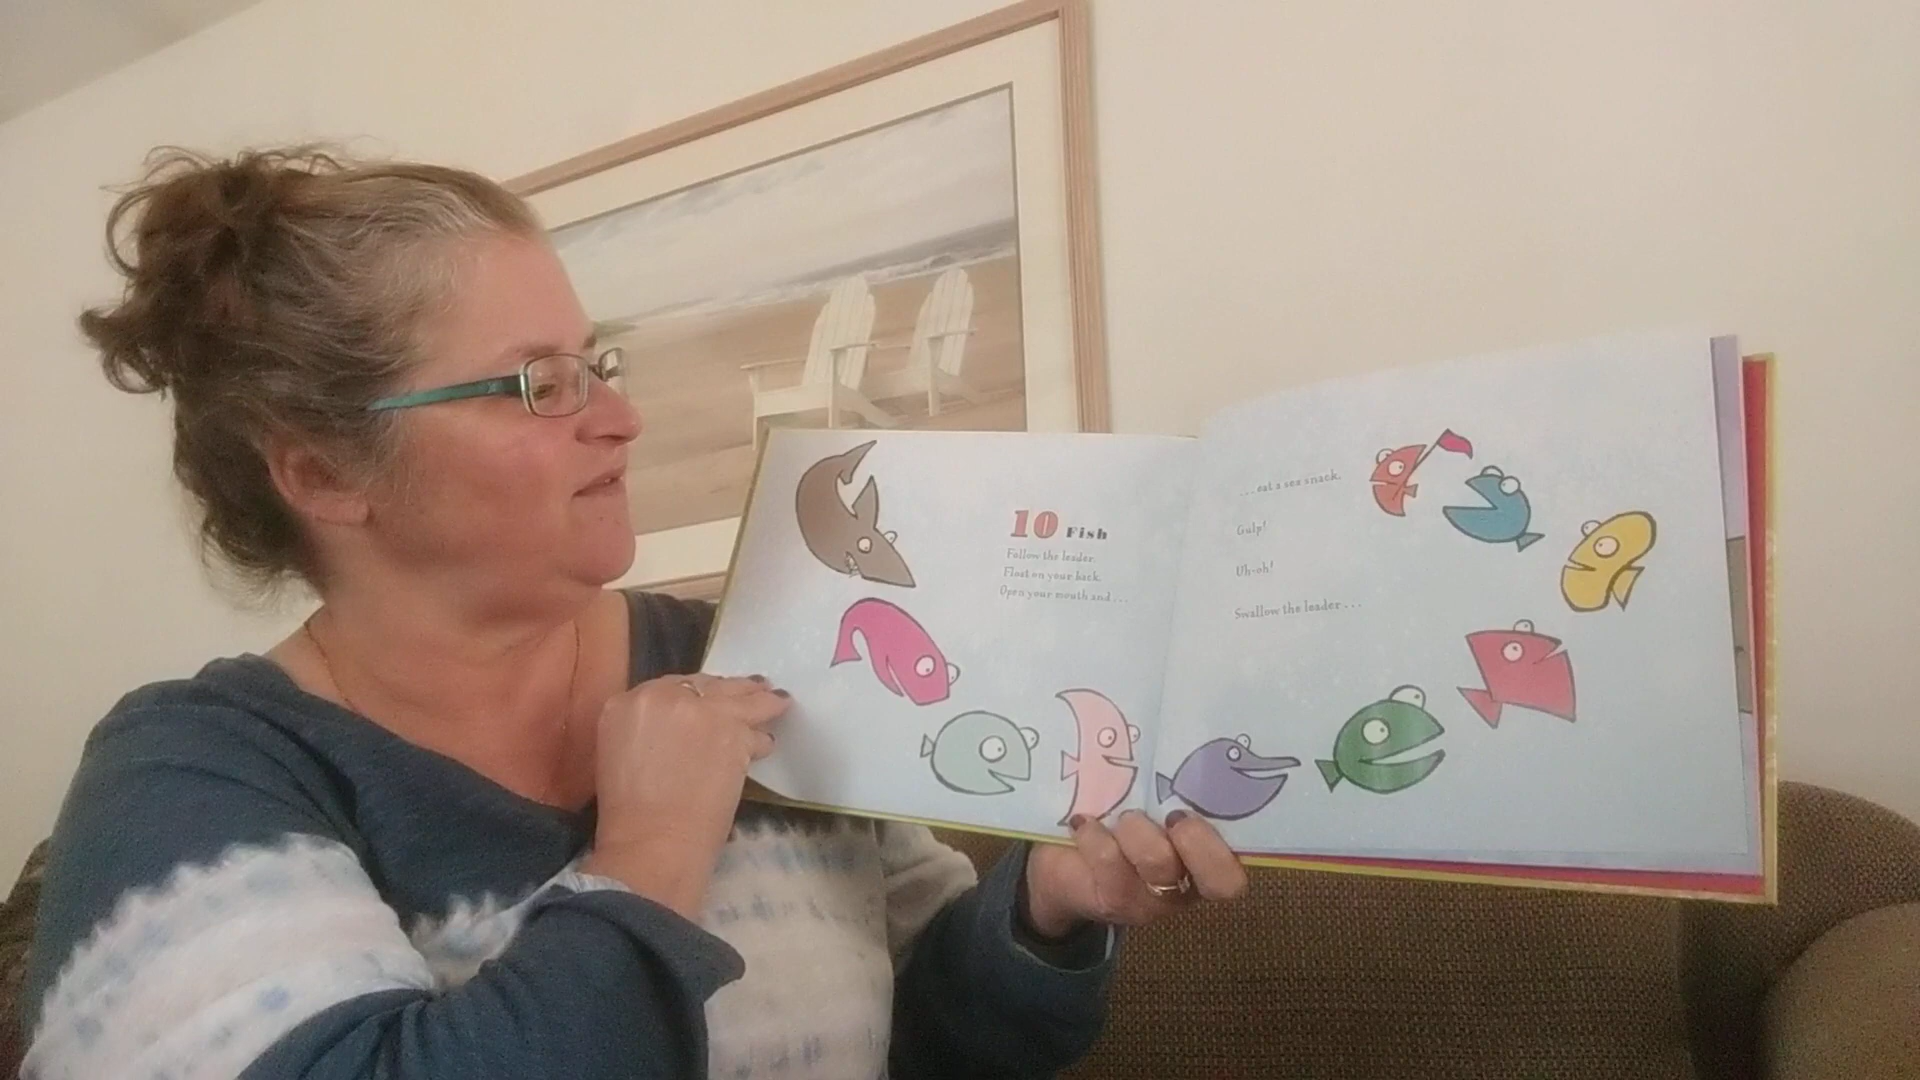 10 Fish
Follow the leader.
Float on your back.
Open your mouth and . . .
. . . eat a sea snack.
Gulp!
Uh-oh!
Swallow the leader . . .